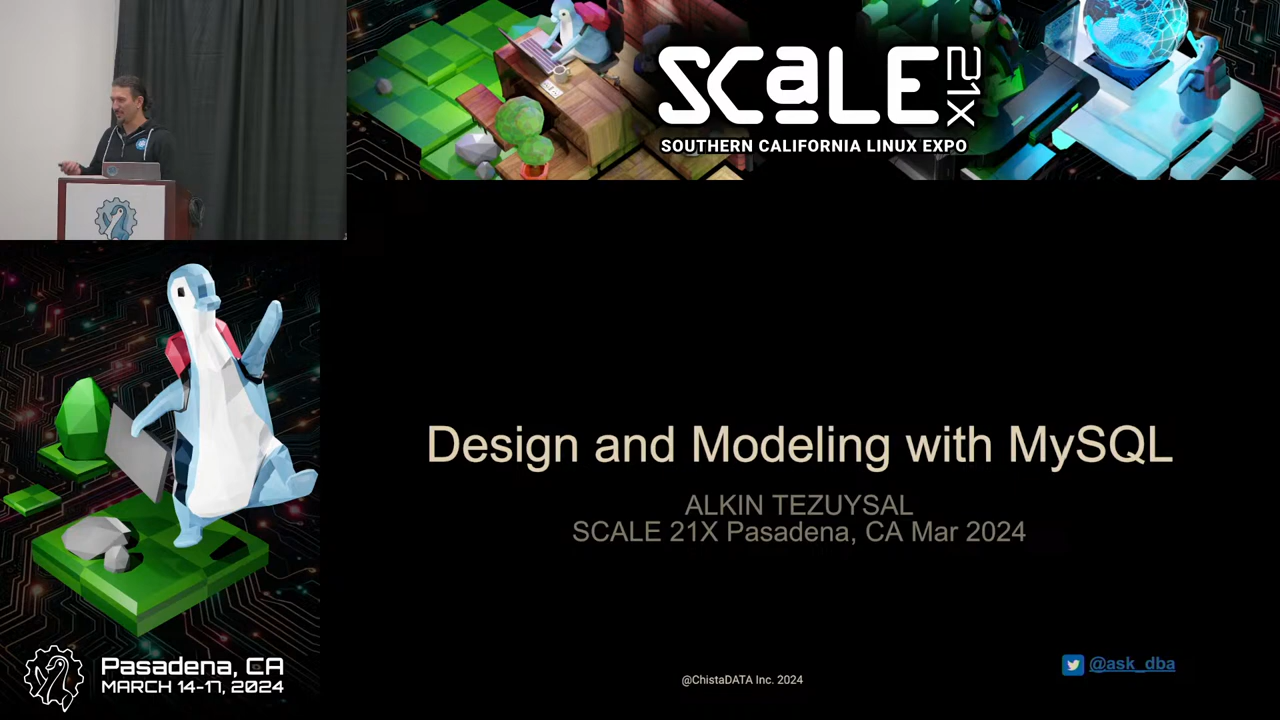 SCaLE 21X
SOUTHERN CALIFORNIA LINUX EXPO
Design and Modeling with MySQL
ALKIN TEZUYSAL
SCALE 21X Pasadena, CA Mar 2024
@ask_dba
@ChistaDATA Inc. 2024
Pasadena, CA
MARCH 14-17, 2024